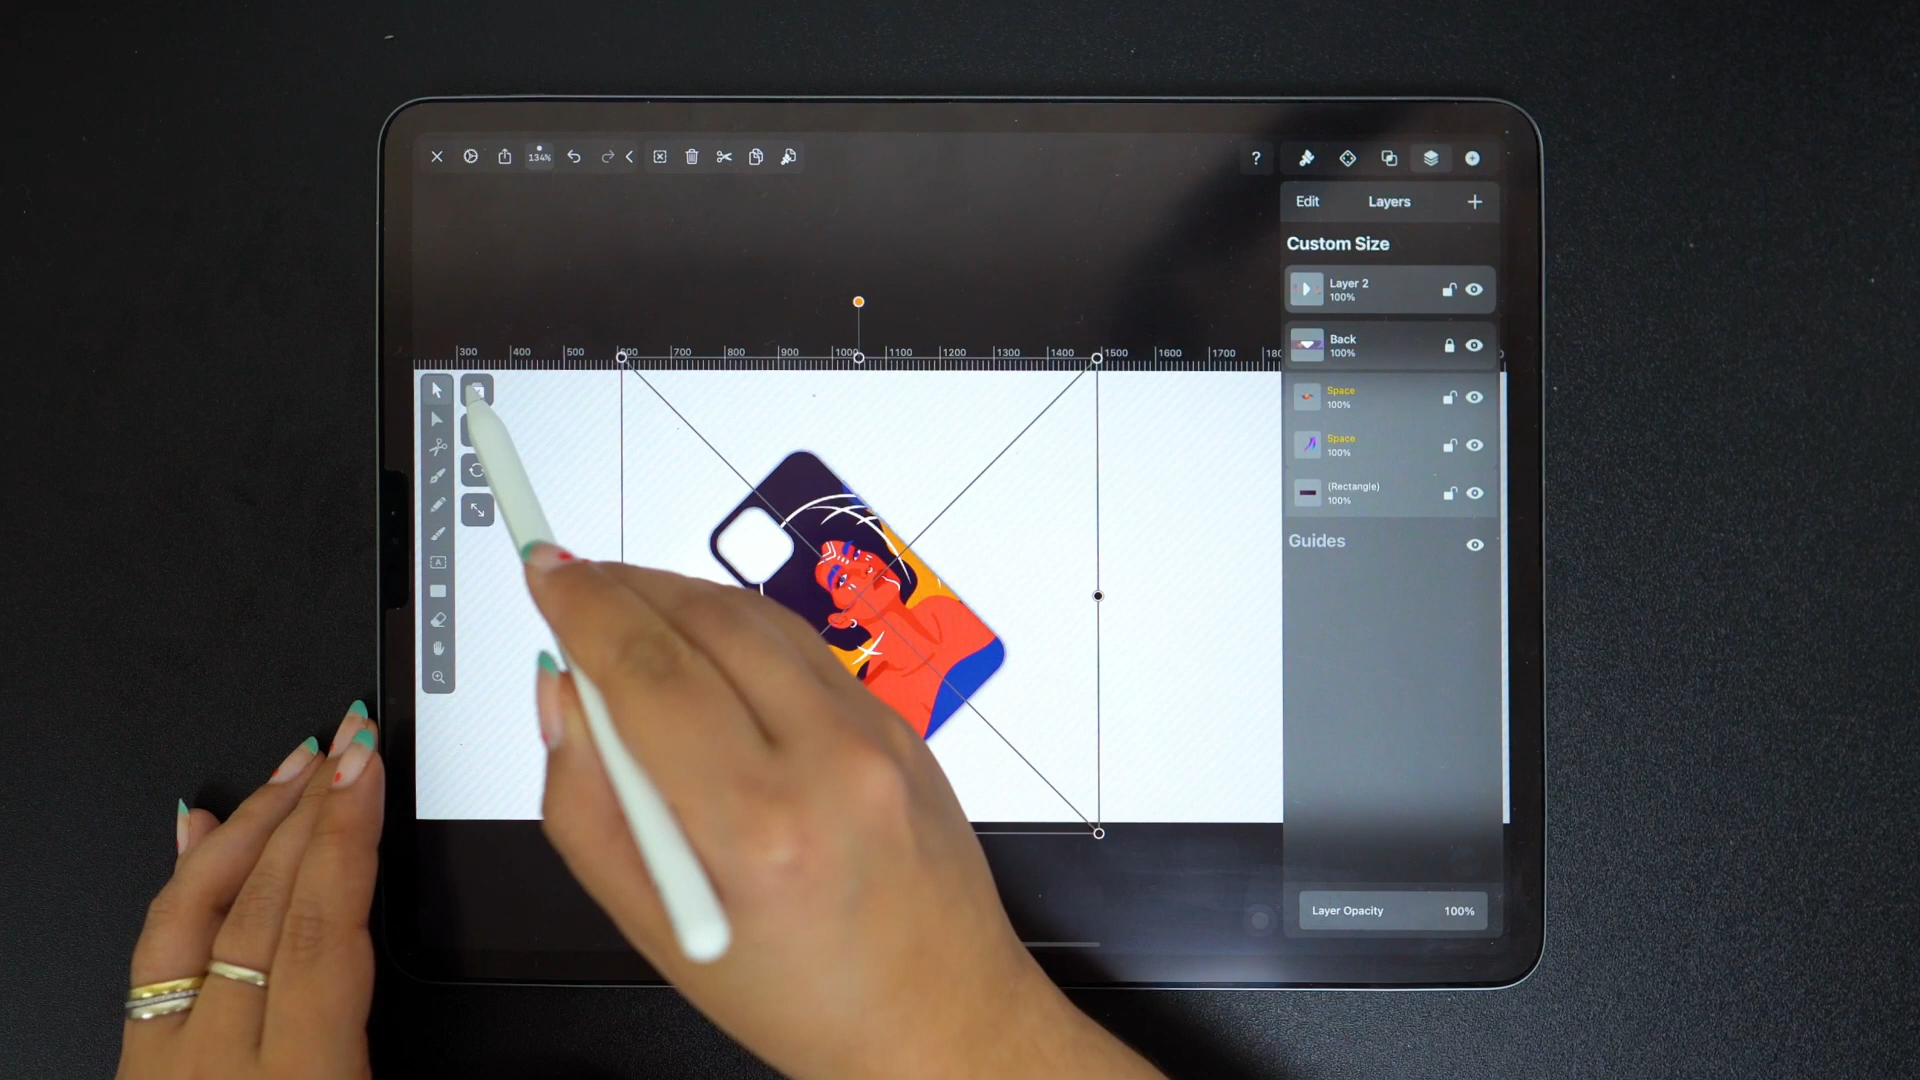 134%
?
Edit Layers +
Custom Size
Layer 2
100%
300 400 500 600 700 800 900 1000 1100 1200 1300 1400 1500 1600 1700
Back
100%
Space
100%
A
Space
100%
(Rectangle)
100%
Guides
Layer Opacity 100%